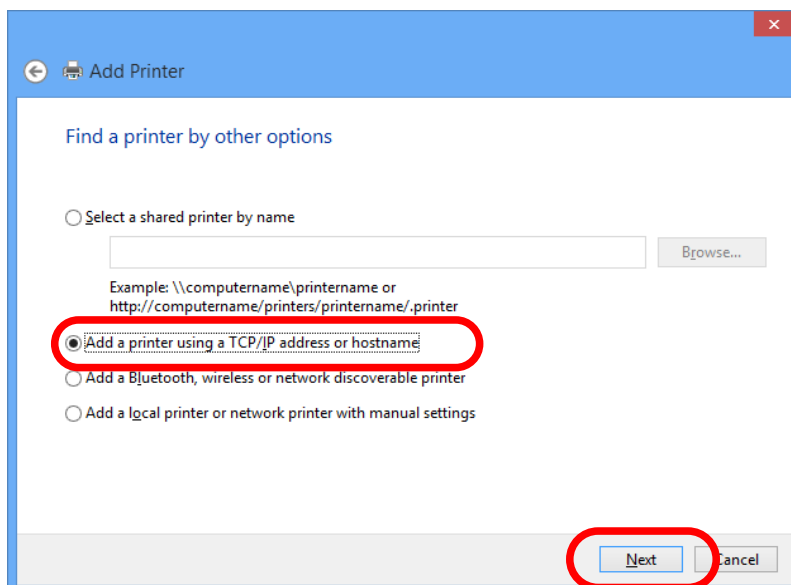 Add Printer
Find a printer by other options
Select a shared printer by name
Browse...
Example: \\computername\printername or
http://computername/printers/printername/.printer
Add a printer using a TCP/IP address or hostname
Add a Bluetooth, wireless or network discoverable printer
Add a local printer or network printer with manual settings
Next
Cancel